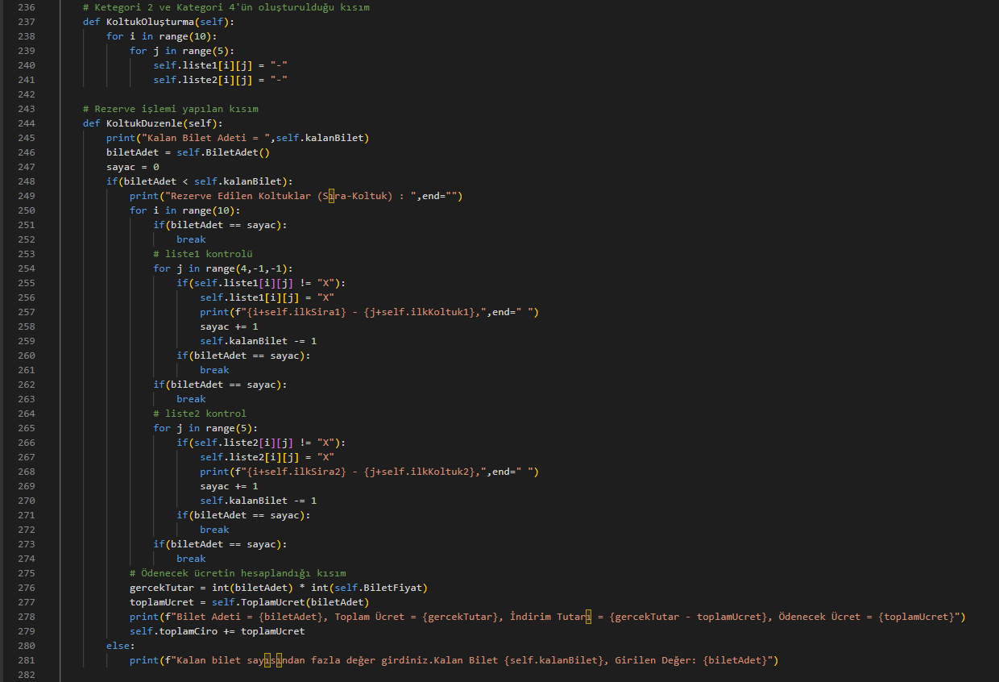 236 # Ketegori 2 ve Kategori 4'ün oluşturulduğu kısım
237 def KoltukOluşturma(self):
238 for i in range(10):
239 for j in range(5):
240 self.liste1[i][j] = "-"
241 self.liste2[i][j] = "-"
242
243 # Rezerve işlemi yapılan kısım
244 def KoltukDuzenle(self):
245 print("Kalan Bilet Adeti = ",self.kalanBilet)
246 biletAdet = self.BiletAdet()
247 sayac = 0
248 if(biletAdet < self.kalanBilet):
249 print("Rezerve Edilen Koltuklar (Sıra-Koltuk) : ",end="")
250 for i in range(10):
251 if(biletAdet == sayac):
252 break
253 # liste1 kontrolü
254 for j in range(4,-1,-1):
255 if(self.liste1[i][j] != "X"):
256 self.liste1[i][j] = "X"
257 print(f"{i+self.ilkSira1} - {j+self.ilkKoltuk1},",end=" ")
258 sayac += 1
259 self.kalanBilet -= 1
260 if(biletAdet == sayac):
261 break
262 if(biletAdet == sayac):
263 break
264 # liste2 kontrol
265 for j in range(5):
266 if(self.liste2[i][j] != "X"):
267 self.liste2[i][j] = "X"
268 print(f"{i+self.ilkSira2} - {j+self.ilkKoltuk2},",end=" ")
269 sayac += 1
270 self.kalanBilet -= 1
271 if(biletAdet == sayac):
272 break
273 if(biletAdet == sayac):
274 break
275 # Ödenecek ücretin hesaplandığı kısım
276 gercekTutar = int(biletAdet) * int(self.BiletFiyat)
277 toplamUcret = self.ToplamUcret(biletAdet)
278 print(f"Bilet Adeti = {biletAdet}, Toplam Ücret = {gercekTutar}, İndirim Tutarı = {gercekTutar - toplamUcret}, Ödenecek Ücret = {toplamUcret}")
279 self.toplamCiro += toplamUcret
280 else:
281 print(f"Kalan bilet sayısından fazla değer girdiniz.Kalan Bilet {self.kalanBilet}, Girilen Değer: {biletAdet}")
282